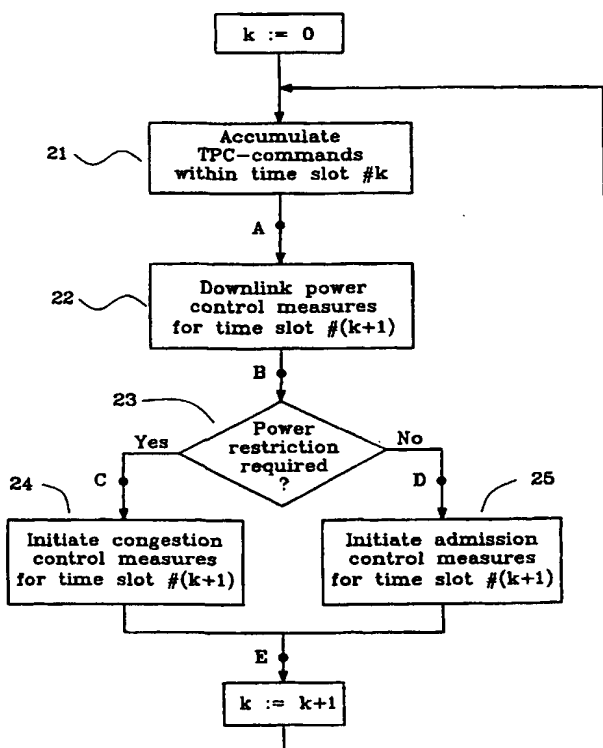 k := 0
21
Accumulate
TPC-commands
within time slot #k
A
22
Downlink power
control measures
for time slot #(k+1)
B
23
Power
restriction
required
?
Yes
No
24
C
D
25
Initiate congestion
control measures
for time slot #(k+1)
Initiate admission
control measures
for time slot #(k+1)
E
k := k+1